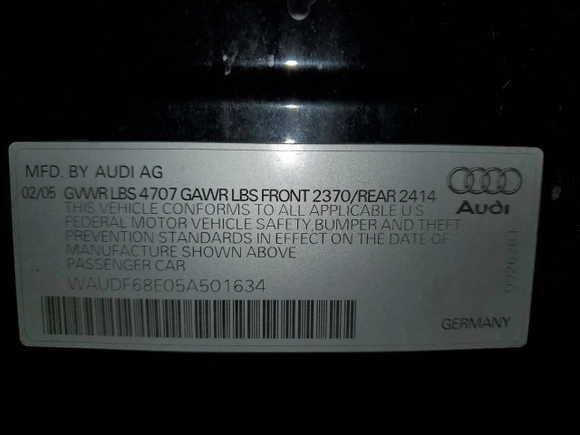 MFD. BY AUDI AG
02/05 GVWR LBS 4707 GAWR LBS FRONT 2370/REAR 2414
THIS VEHICLE CONFORMS TO ALL APPLICABLE U.S
FEDERAL MOTOR VEHICLE SAFETY, BUMPER AND THEFT
PREVENTION STANDARDS IN EFFECT ON THE DATE OF
MANUFACTURE SHOWN ABOVE
PASSENGER CAR
WAUDF68E05A501634
Audi
GERMANY